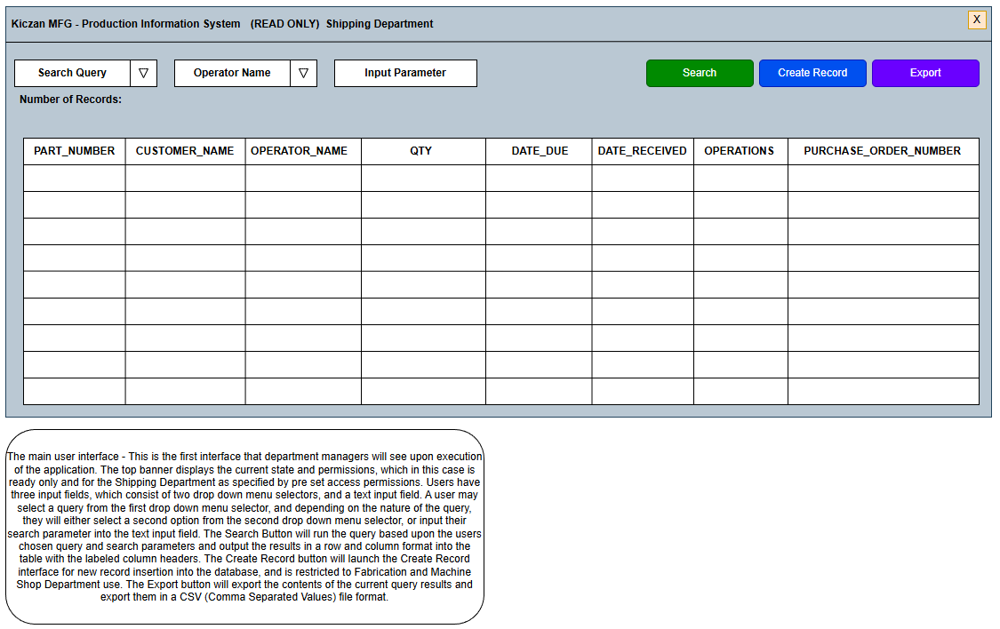 Kiczan MFG - Production Information System (READ ONLY) Shipping Department
X
Search Query ▽ Operator Name ▽ Input Parameter Search Create Record Export
Number of Records:
PART_NUMBER CUSTOMER_NAME OPERATOR_NAME QTY DATE_DUE DATE_RECEIVED OPERATIONS PURCHASE_ORDER_NUMBER
The main user interface - This is the first interface that department managers will see upon execution
of the application. The top banner displays the current state and permissions, which in this case is
ready only and for the Shipping Department as specified by pre set access permissions. Users have
three input fields, which consist of two drop down menu selectors, and a text input field. A user may
select a query from the first drop down menu selector, and depending on the nature of the query,
they will either select a second option from the second drop down menu selector, or input their
search parameter into the text input field. The Search Button will run the query based upon the users
chosen query and search parameters and output the results in a row and column format into the
table with the labeled column headers. The Create Record button will launch the Create Record
interface for new record insertion into the database, and is restricted to Fabrication and Machine
Shop Department use. The Export button will export the contents of the current query results and
export them in a CSV (Comma Separated Values) file format.